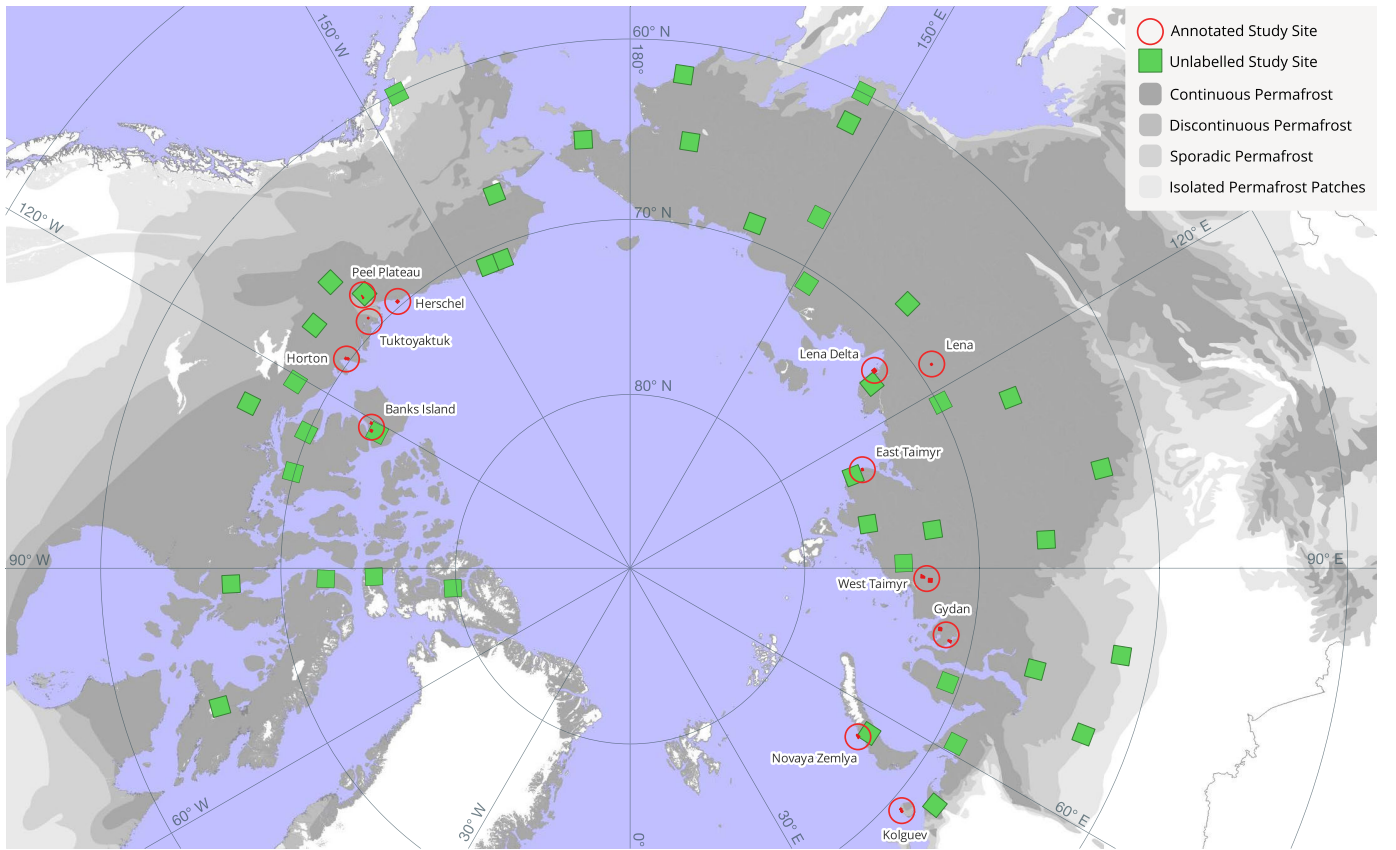 150° W
60° N
180°
150° E
Annotated Study Site
Unlabelled Study Site
Continuous Permafrost
Discontinuous Permafrost
Sporadic Permafrost
Isolated Permafrost Patches
120° W
70° N
120° E
Peel Plateau
Herschel
Tuktoyaktuk
Horton
Lena Delta
Lena
80° N
Banks Island
East Taimyr
90° W
90° E
West Taimyr
Gydan
Novaya Zemlya
60° W
30° W
0°
30° E
60° E
Kolguev